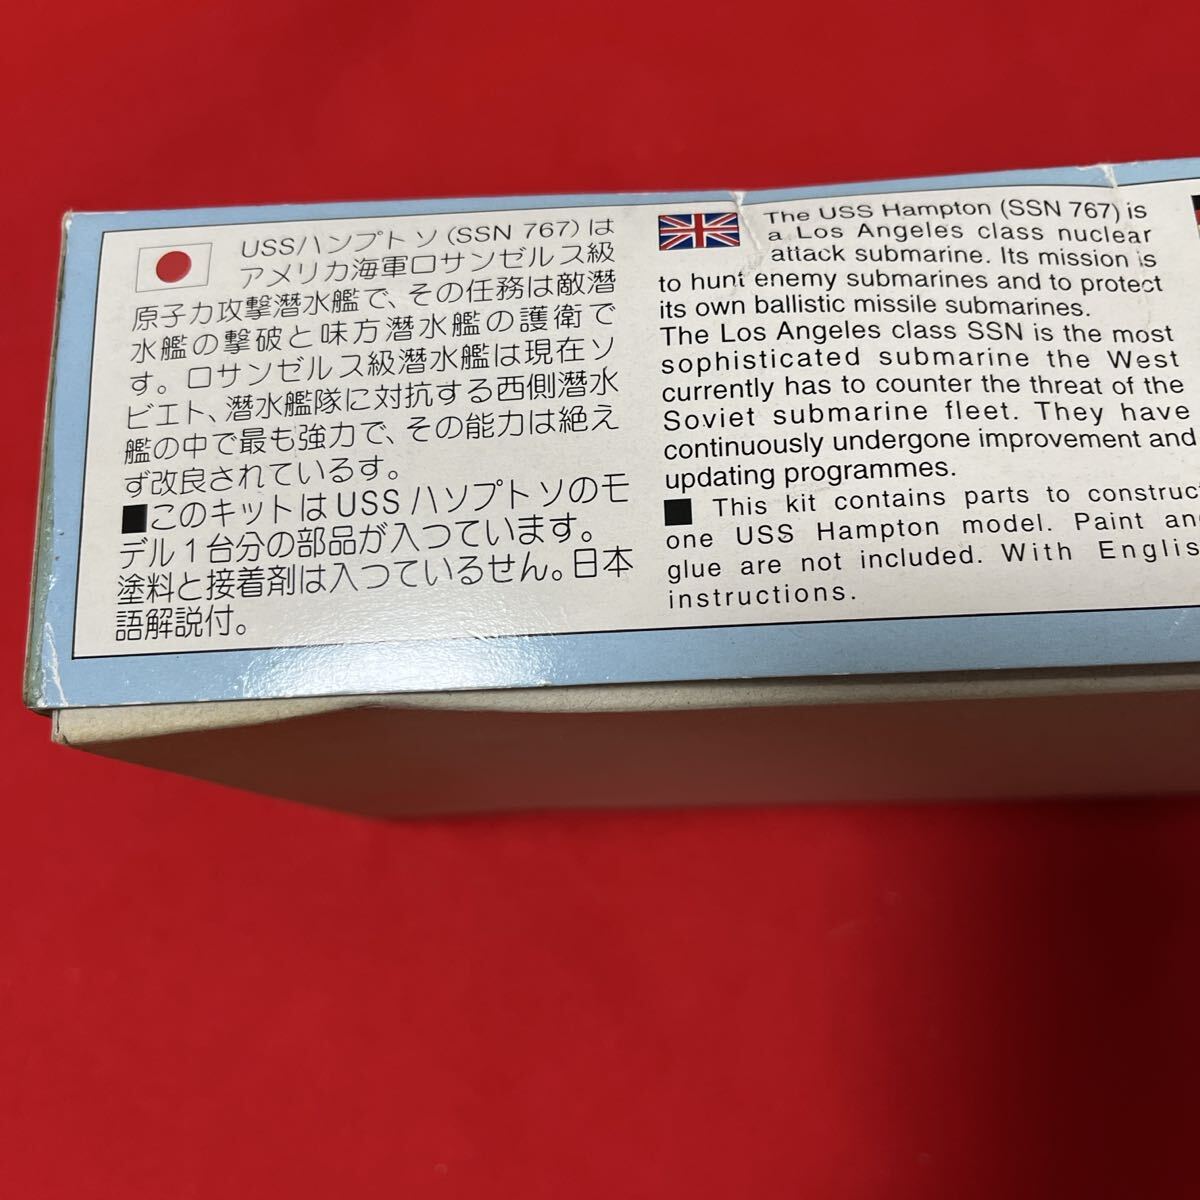 USSハンプトソ(SSN 767)は
アメリカ海軍ロサンゼルス級
原子力攻撃潜水艦で、その任務は敵潜
水艦の撃破と味方潜水艦の護衛で
す。ロサンゼルス級潜水艦は現在ソ
ビエト、潜水艦隊に対抗する西側潜水
艦の中で最も強力で、その能力は絶え
ず改良されているす。
■このキットはUSSハソプトソのモ
デル1台分の部品が入つています。
塗料と接着剤は入つているせん。日本
語解説付。
The USS Hampton (SSN 767) is
a Los Angeles class nuclear
attack submarine. Its mission is
to hunt enemy submarines and to protect
its own ballistic missile submarines.
The Los Angeles class SSN is the most
sophisticated submarine the West
currently has to counter the threat of the
Soviet submarine fleet. They have
continuously undergone improvement and
updating programmes.
■ This kit contains parts to construct
one USS Hampton model. Paint and
glue are not included. With Englis
instructions.